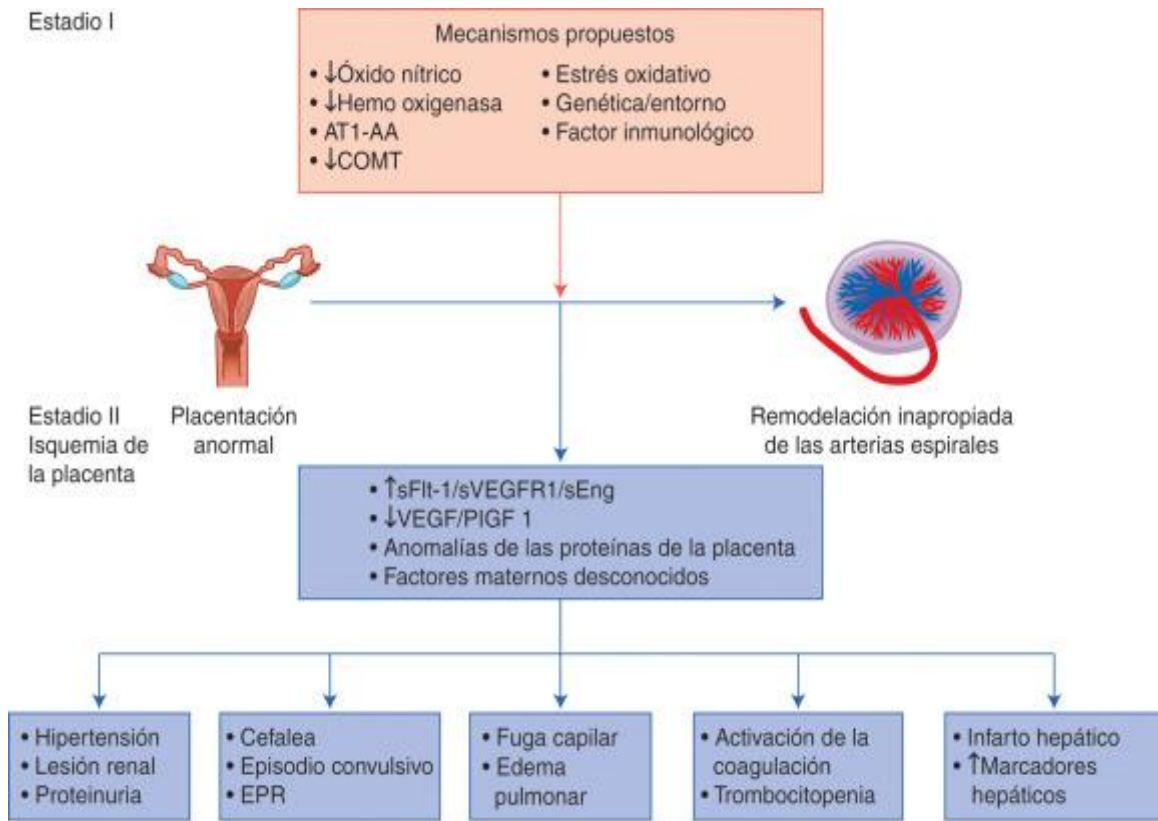 Estadio I
Mecanismos propuestos
• ↓Óxido nítrico
• ↓Hemo oxigenasa
• AT1-AA
• ↓COMT
• Estrés oxidativo
• Genética/entorno
• Factor inmunológico
Estadio II
Isquemia de
la placenta
Placentación
anormal
Remodelación inapropiada
de las arterias espirales
• ↑sFlt-1/sVEGFR1/sEng
• ↓VEGF/PIGF 1
• Anomalías de las proteínas de la placenta
• Factores maternos desconocidos
• Hipertensión
• Lesión renal
• Proteinuria
• Cefalea
• Episodio convulsivo
• EPR
• Fuga capilar
• Edema
pulmonar
• Activación de la
coagulación
• Trombocitopenia
• Infarto hepático
• ↑Marcadores
hepáticos